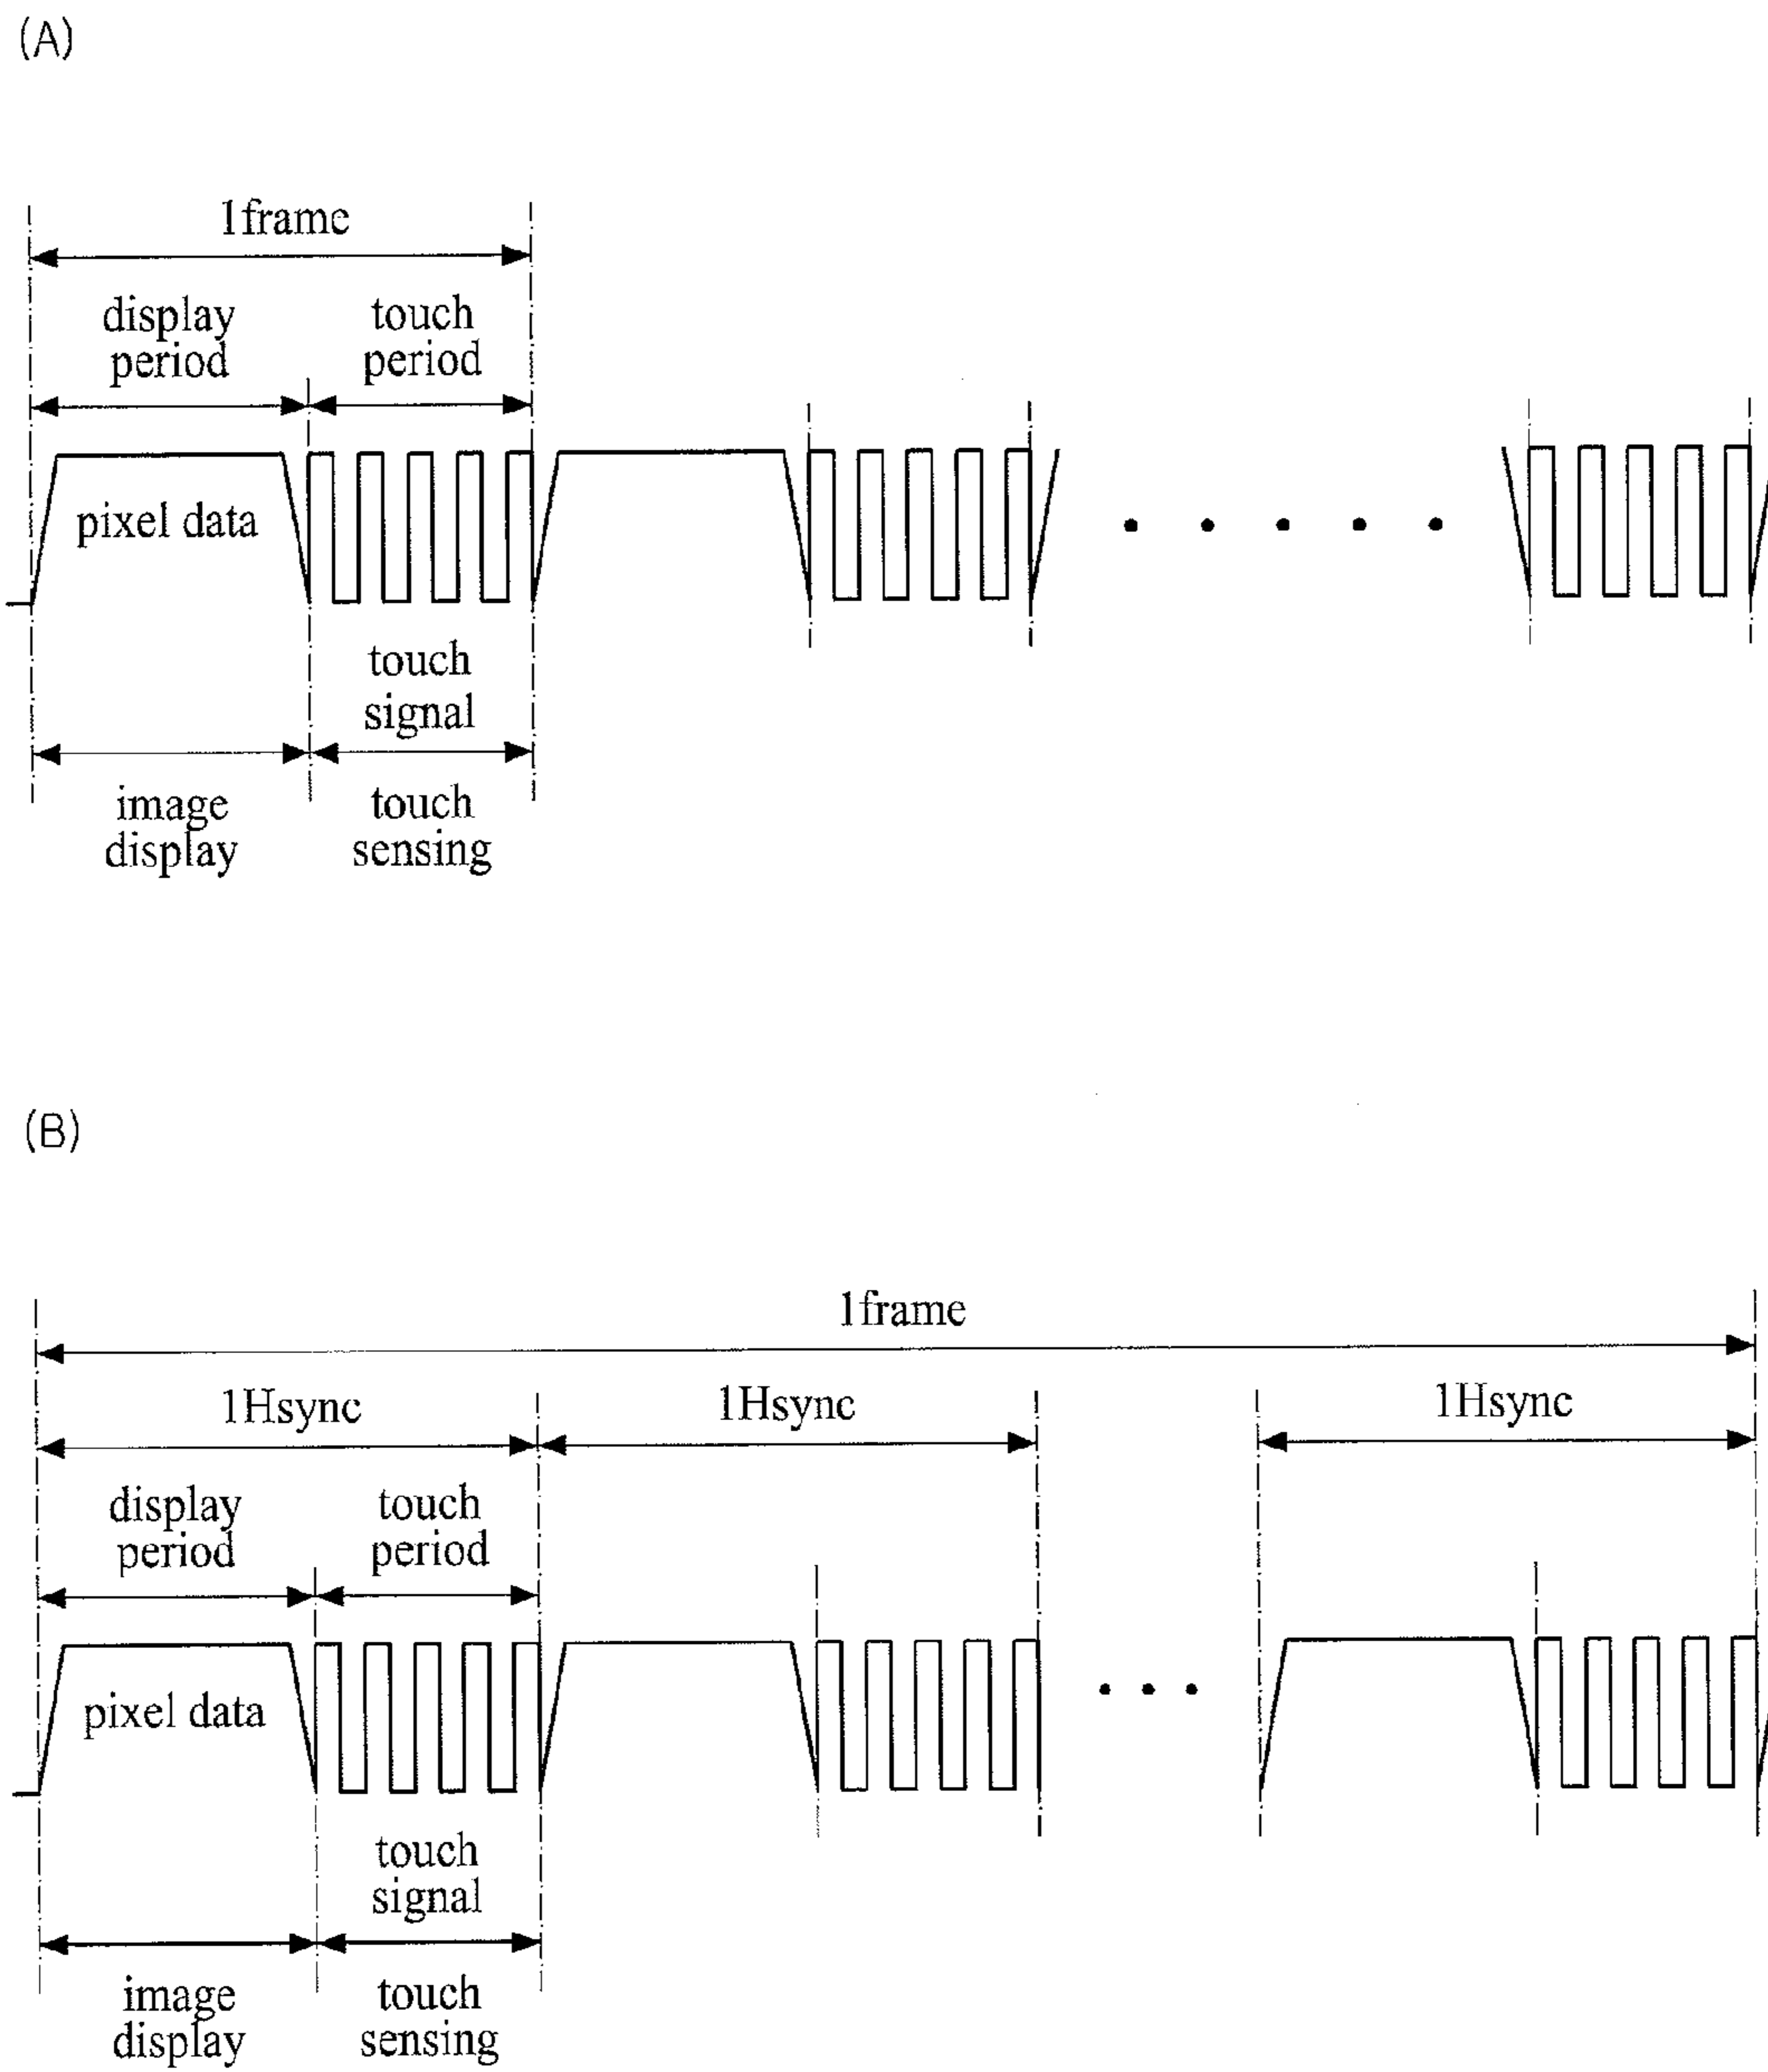 (A)
1frame
display
period
touch
period
pixel data
touch
signal
image
display
touch
sensing
(B)
1frame
1Hsync
1Hsync
1Hsync
display
period
touch
period
pixel data
touch
signal
image
display
touch
sensing